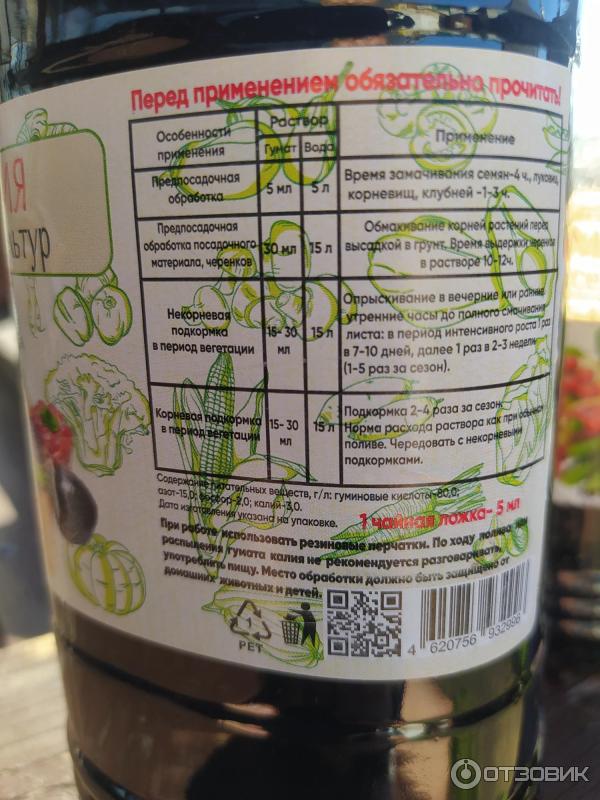 Перед применением обязательно прочитать!
Особенности применения
Раствор
Гумат
Вода
Применение
Предпосадочная обработка
5 мл
5 л
Время замачивания семян-4 ч., луковиц,
корневищ, клубней -1-3 ч.
Предпосадочная
обработка посадочного
материала, черенков
30 мл
15 л
Обмакивание корней растений перед
высадкой в грунт. Время выдержки черенков
в растворе 10-12ч.
Некорневая
подкормка
в период вегетации
15- 30
мл
15 л
Опрыскивание в вечерние или ранние
утренние часы до полного смачивания
листа: в период интенсивного роста 1 раз
в 7-10 дней, далее 1 раз в 2-3 недели
(1-5 раз за сезон).
Корневая подкормка
в период вегетации
15- 30
мл
15 л
Подкормка 2-4 раза за сезон.
Норма расхода раствора как при обычном
поливе. Чередовать с некорневыми
подкормками.
Содержание питательных веществ, г/л: гуминовые кислоты-80,0;
азот-15,0; фосфор-2,0; калий-3,0.
Дата изготовления указана на упаковке.
1 чайная ложка- 5 мл
При работе использовать резиновые перчатки. По ходу полива или
распыления гумата калия не рекомендуется разговаривать,
употреблять пищу. Место обработки должно быть защищено от
домашних животных и детей.
ИЯ
ьтур
1
PET
4 620756 932996
ОТЗОВИК